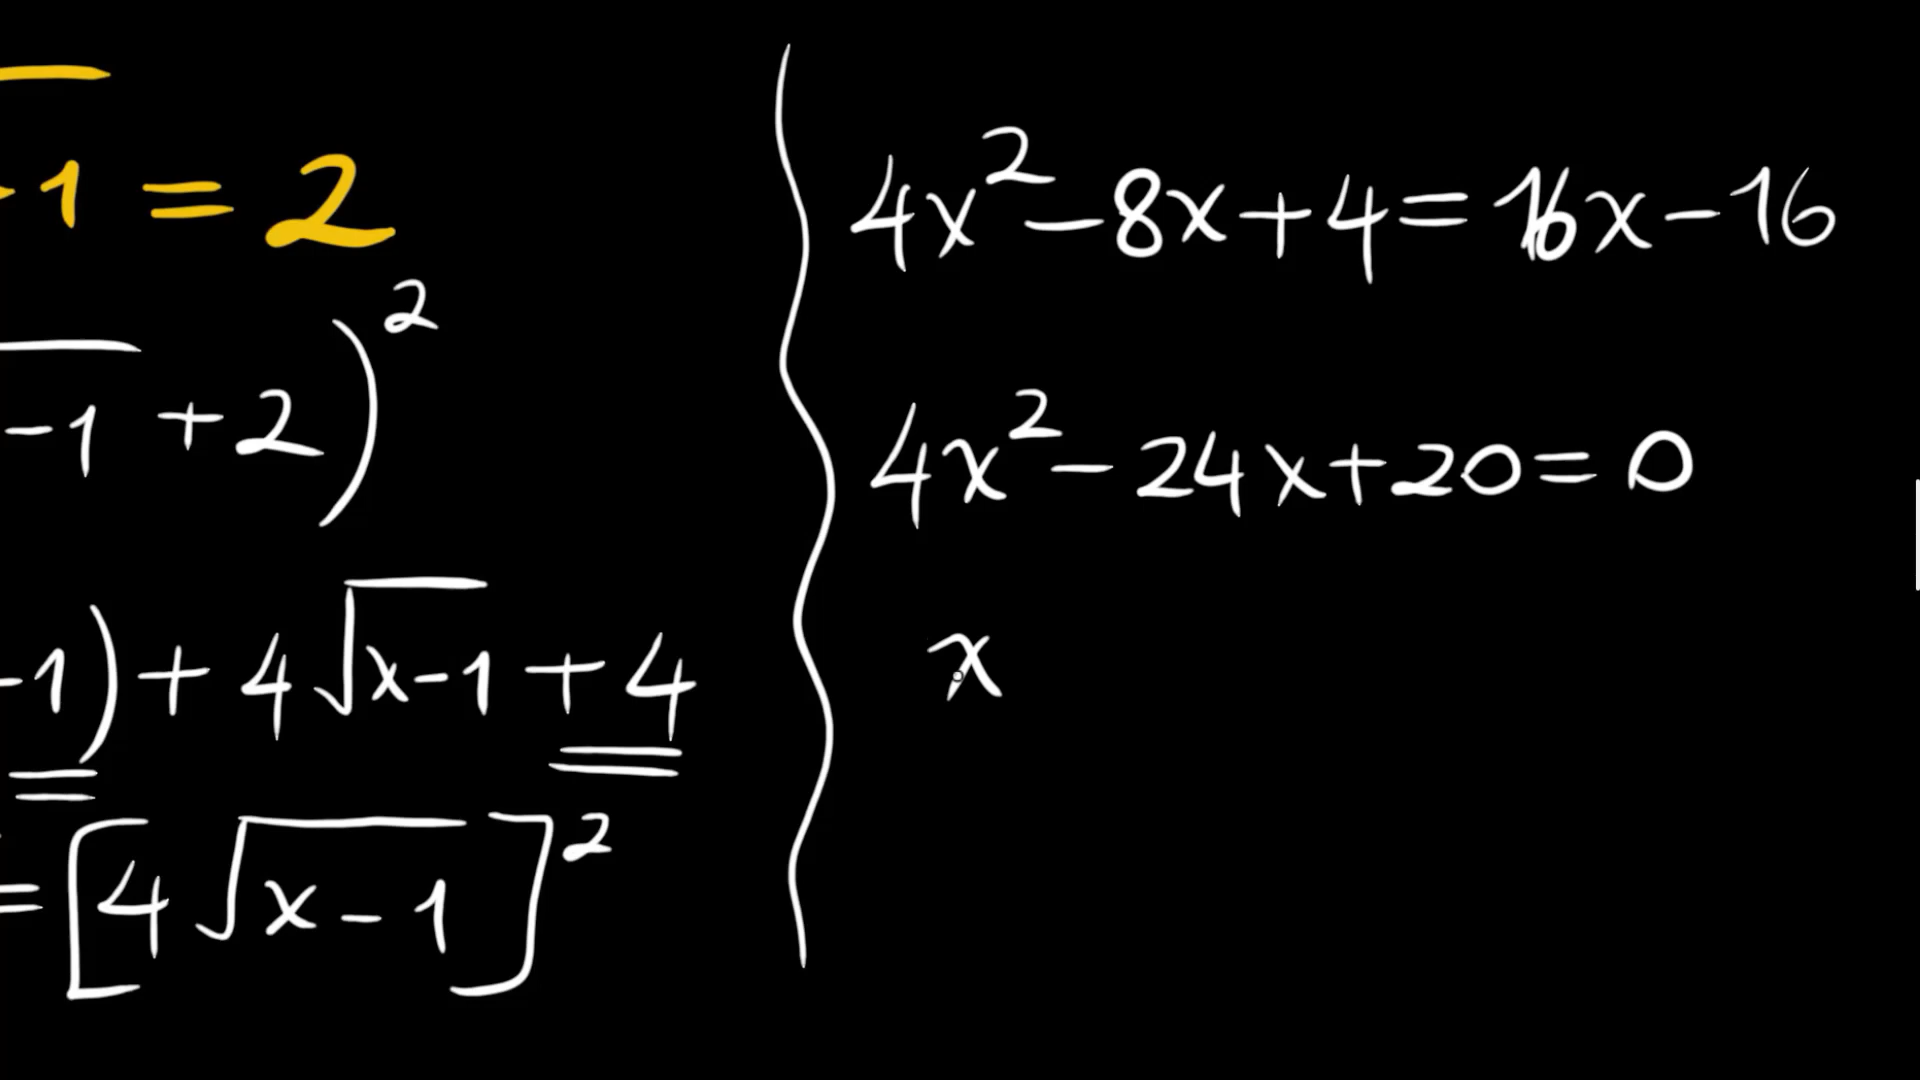 -1 = 2
-1 + 2)²
-1) + 4√x-1 + 4
= [4√x-1]²
4x² - 8x + 4 = 16x - 16
4x² - 24x + 20 = 0
x